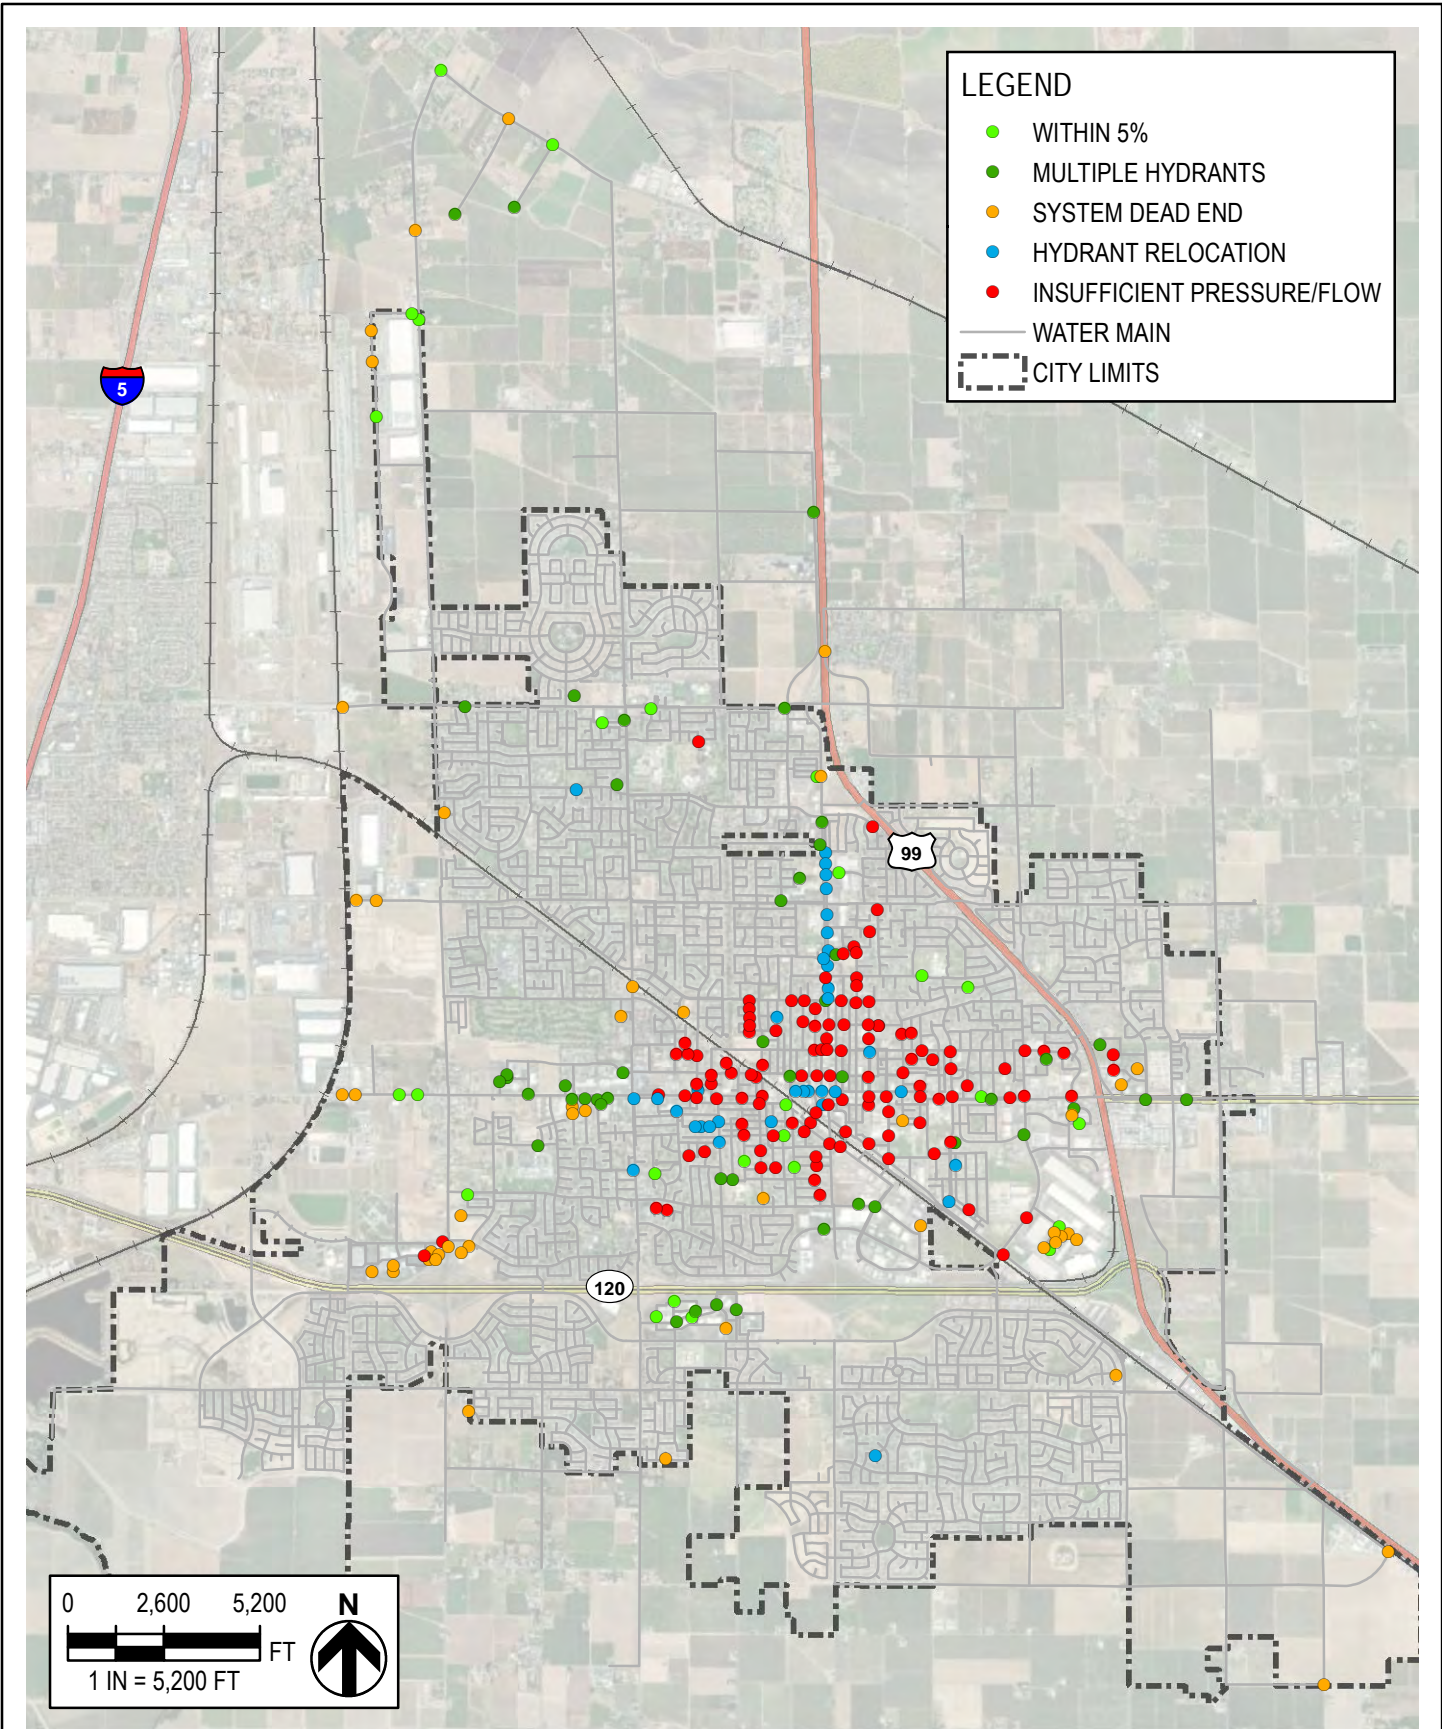 LEGEND
WITHIN 5%
MULTIPLE HYDRANTS
SYSTEM DEAD END
HYDRANT RELOCATION
INSUFFICIENT PRESSURE/FLOW
WATER MAIN
CITY LIMITS
5
99
120
0 2,600 5,200
FT
1 IN = 5,200 FT
N